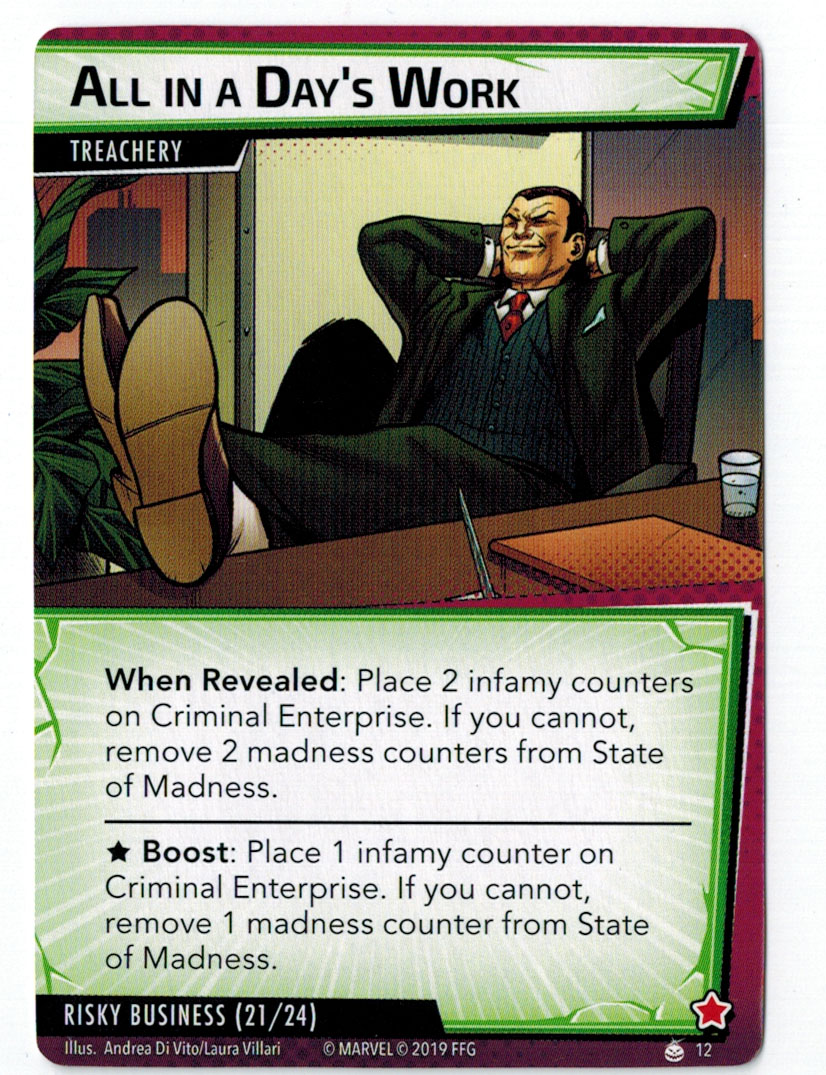 ALL IN A DAY'S WORK
TREACHERY
When Revealed: Place 2 infamy counters
on Criminal Enterprise. If you cannot,
remove 2 madness counters from State
of Madness.
★ Boost: Place 1 infamy counter on
Criminal Enterprise. If you cannot,
remove 1 madness counter from State
of Madness.
RISKY BUSINESS (21/24)
Illus. Andrea Di Vito/Laura Villari © MARVEL © 2019 FFG 12